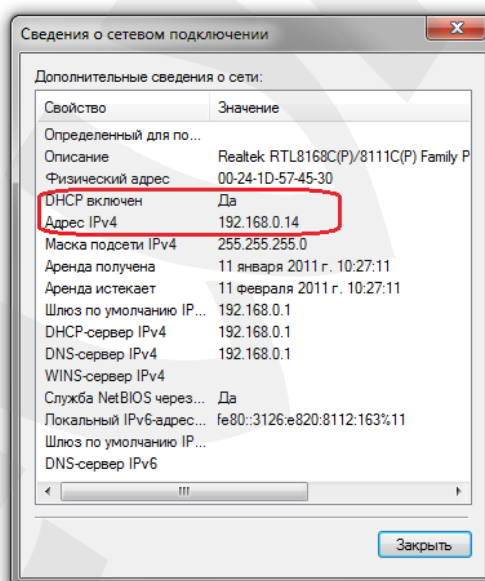 Сведения о сетевом подключении
Дополнительные сведения о сети:
Свойство Значение
Определенный для по...
Описание Realtek RTL8168C(P)/8111C(P) Family P
Физический адрес 00-24-1D-57-45-30
DHCP включен Да
Адрес IPv4 192.168.0.14
Маска подсети IPv4 255.255.255.0
Аренда получена 11 января 2011 г. 10:27:11
Аренда истекает 11 февраля 2011 г. 10:27:11
Шлюз по умолчанию IP... 192.168.0.1
DHCP-сервер IPv4 192.168.0.1
DNS-сервер IPv4 192.168.0.1
WINS-сервер IPv4
Служба NetBIOS через... Да
Локальный IPv6-адрес... fe80::3126:e820:8112:163%11
Шлюз по умолчанию IP...
DNS-сервер IPv6
Закрыть